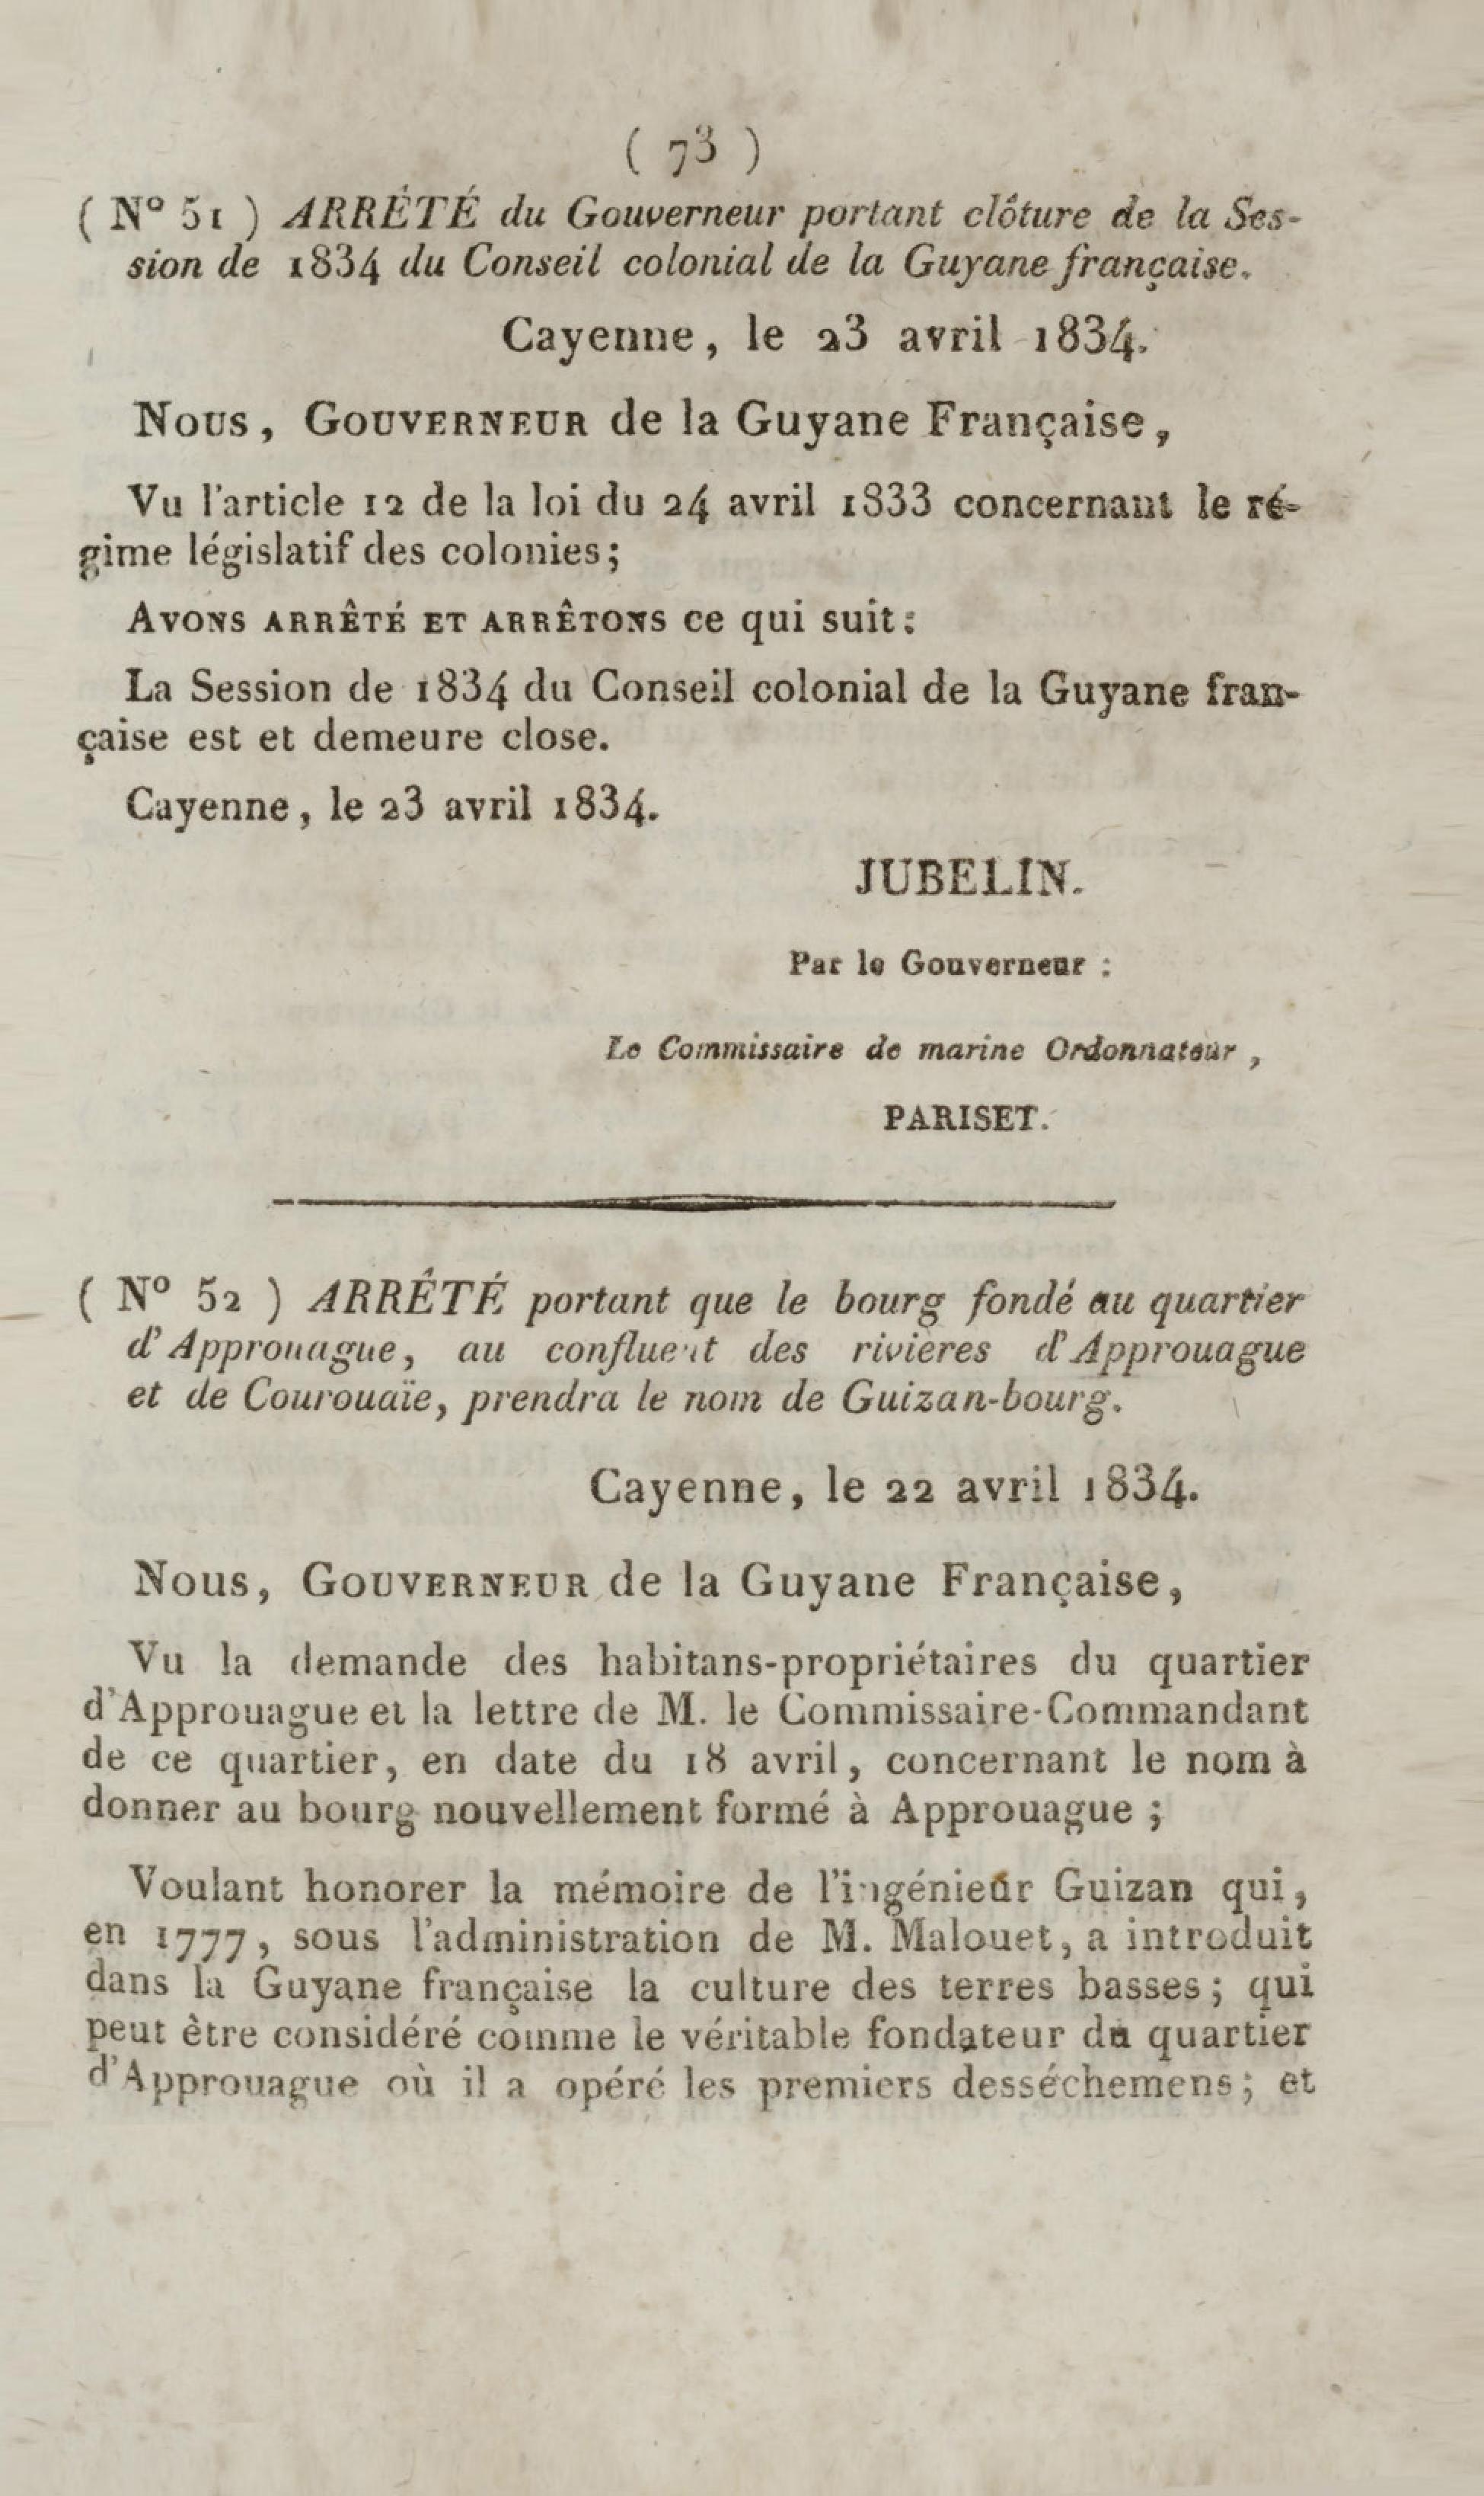 ( 73 )
( N° 51 ) ARRÊTÉ du Gouverneur portant clôture de la Ses-
sion de 1834 du Conseil colonial de la Guyane française.
Cayenne, le 23 avril 1834.
Nous, Gouverneur de la Guyane Française,
Vu l'article 12 de la loi du 24 avril 1833 concernant le ré-
gime législatif des colonies;
Avons arrêté et arrêtons ce qui suit:
La Session de 1834 du Conseil colonial de la Guyane fran-
çaise est et demeure close.
Cayenne, le 23 avril 1834.
JUBELIN.
Par le Gouverneur :
Le Commissaire de marine Ordonnateur,
PARISET.
( N° 52 ) ARRÊTÉ portant que le bourg fondé au quartier
d'Approuague, au confluent des rivières d'Approuague
et de Courouaïe, prendra le nom de Guizan-bourg.
Cayenne, le 22 avril 1834.
Nous, Gouverneur de la Guyane Française,
Vu la demande des habitans-propriétaires du quartier
d'Approuague et la lettre de M. le Commissaire-Commandant
de ce quartier, en date du 18 avril, concernant le nom à
donner au bourg nouvellement formé à Approuague ;
Voulant honorer la mémoire de l'ingénieur Guizan qui,
en 1777, sous l'administration de M. Malouet, a introduit
dans la Guyane française la culture des terres basses; qui
peut être considéré comme le véritable fondateur du quartier
d'Approuague où il a opéré les premiers desséchemens; et